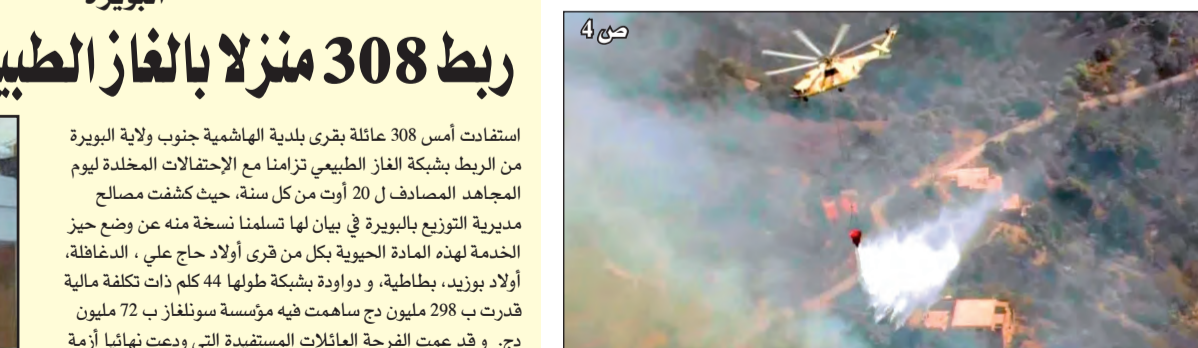 البويرة
ربط 308 منزلا بالغاز
استفادت أمس 308 عائلة بقرى بلدية الهاشمية جنوب ولاية البويرة
من الربط بشبكة الغاز الطبيعي تزامنا مع الإحتفالات المخلدة ليوم
المجاهد المصادف ل 20 أوت من كل سنة، حيث كشفت مصالح
مديرية التوزيع بالبويرة في بيان لها تسلمنا نسخة منه عن وضع حيز
الخدمة لهذه المادة الحيوية بكل من قرى أولاد حاج علي ، الدغافلة،
أولاد بوزيد، بطاطية، و دواودة بشبكة طولها 44 كلم ذات تكلفة مالية
قدرت ب 298 مليون دج ساهمت فيه مؤسسة سونلغاز ب 72 مليون
دج. و قد عمت الفرحة العائلات المستفيدة التي ودعت نهائيا أزمة
ص 4